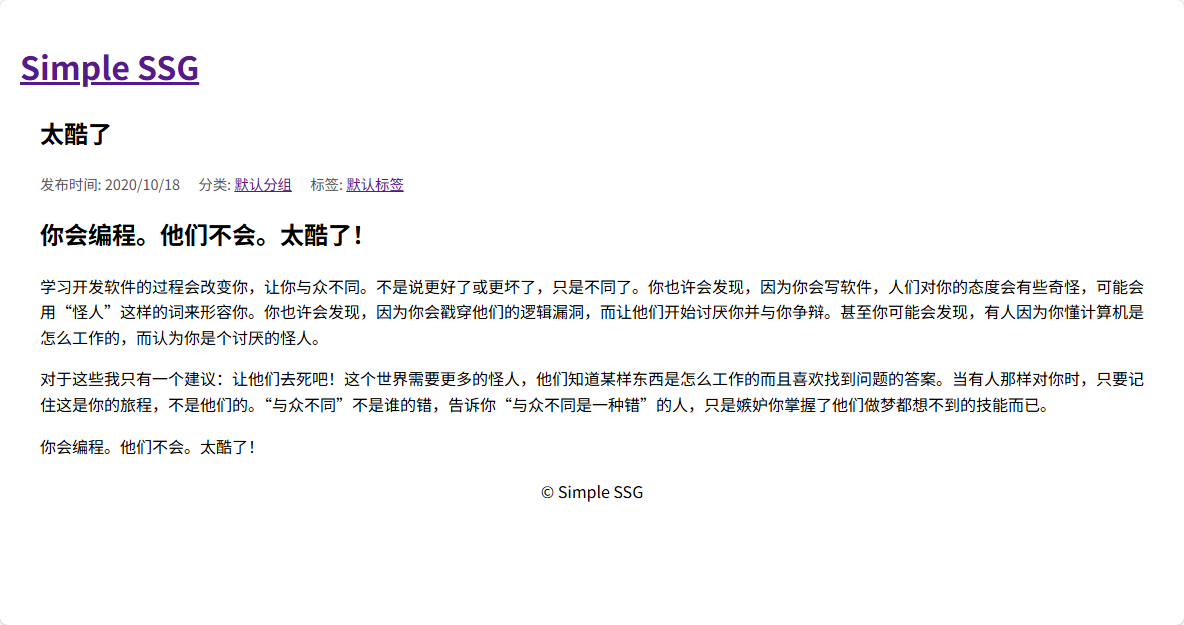 Simple SSG
太酷了
发布时间: 2020/10/18 分类: 默认分组 标签: 默认标签
你会编程。他们不会。太酷了！
学习开发软件的过程会改变你，让你与众不同。不是说更好了或更坏了，只是不同了。你也许会发现，因为你会写软件，人们对你的态度会有些奇怪，可能会
用“怪人”这样的词来形容你。你也许会发现，因为你会戳穿他们的逻辑漏洞，而让他们开始讨厌你并与你争辩。甚至你可能会发现，有人因为你懂计算机是
怎么工作的，而认为你是个讨厌的怪人。
对于这些我只有一个建议：让他们去死吧！这个世界需要更多的怪人，他们知道某样东西是怎么工作的而且喜欢找到问题的答案。当有人那样对你时，只要记
住这是你的旅程，不是他们的。“与众不同”不是谁的错，告诉你“与众不同是一种错”的人，只是嫉妒你掌握了他们做梦都想不到的技能而已。
你会编程。他们不会。太酷了！
© Simple SSG